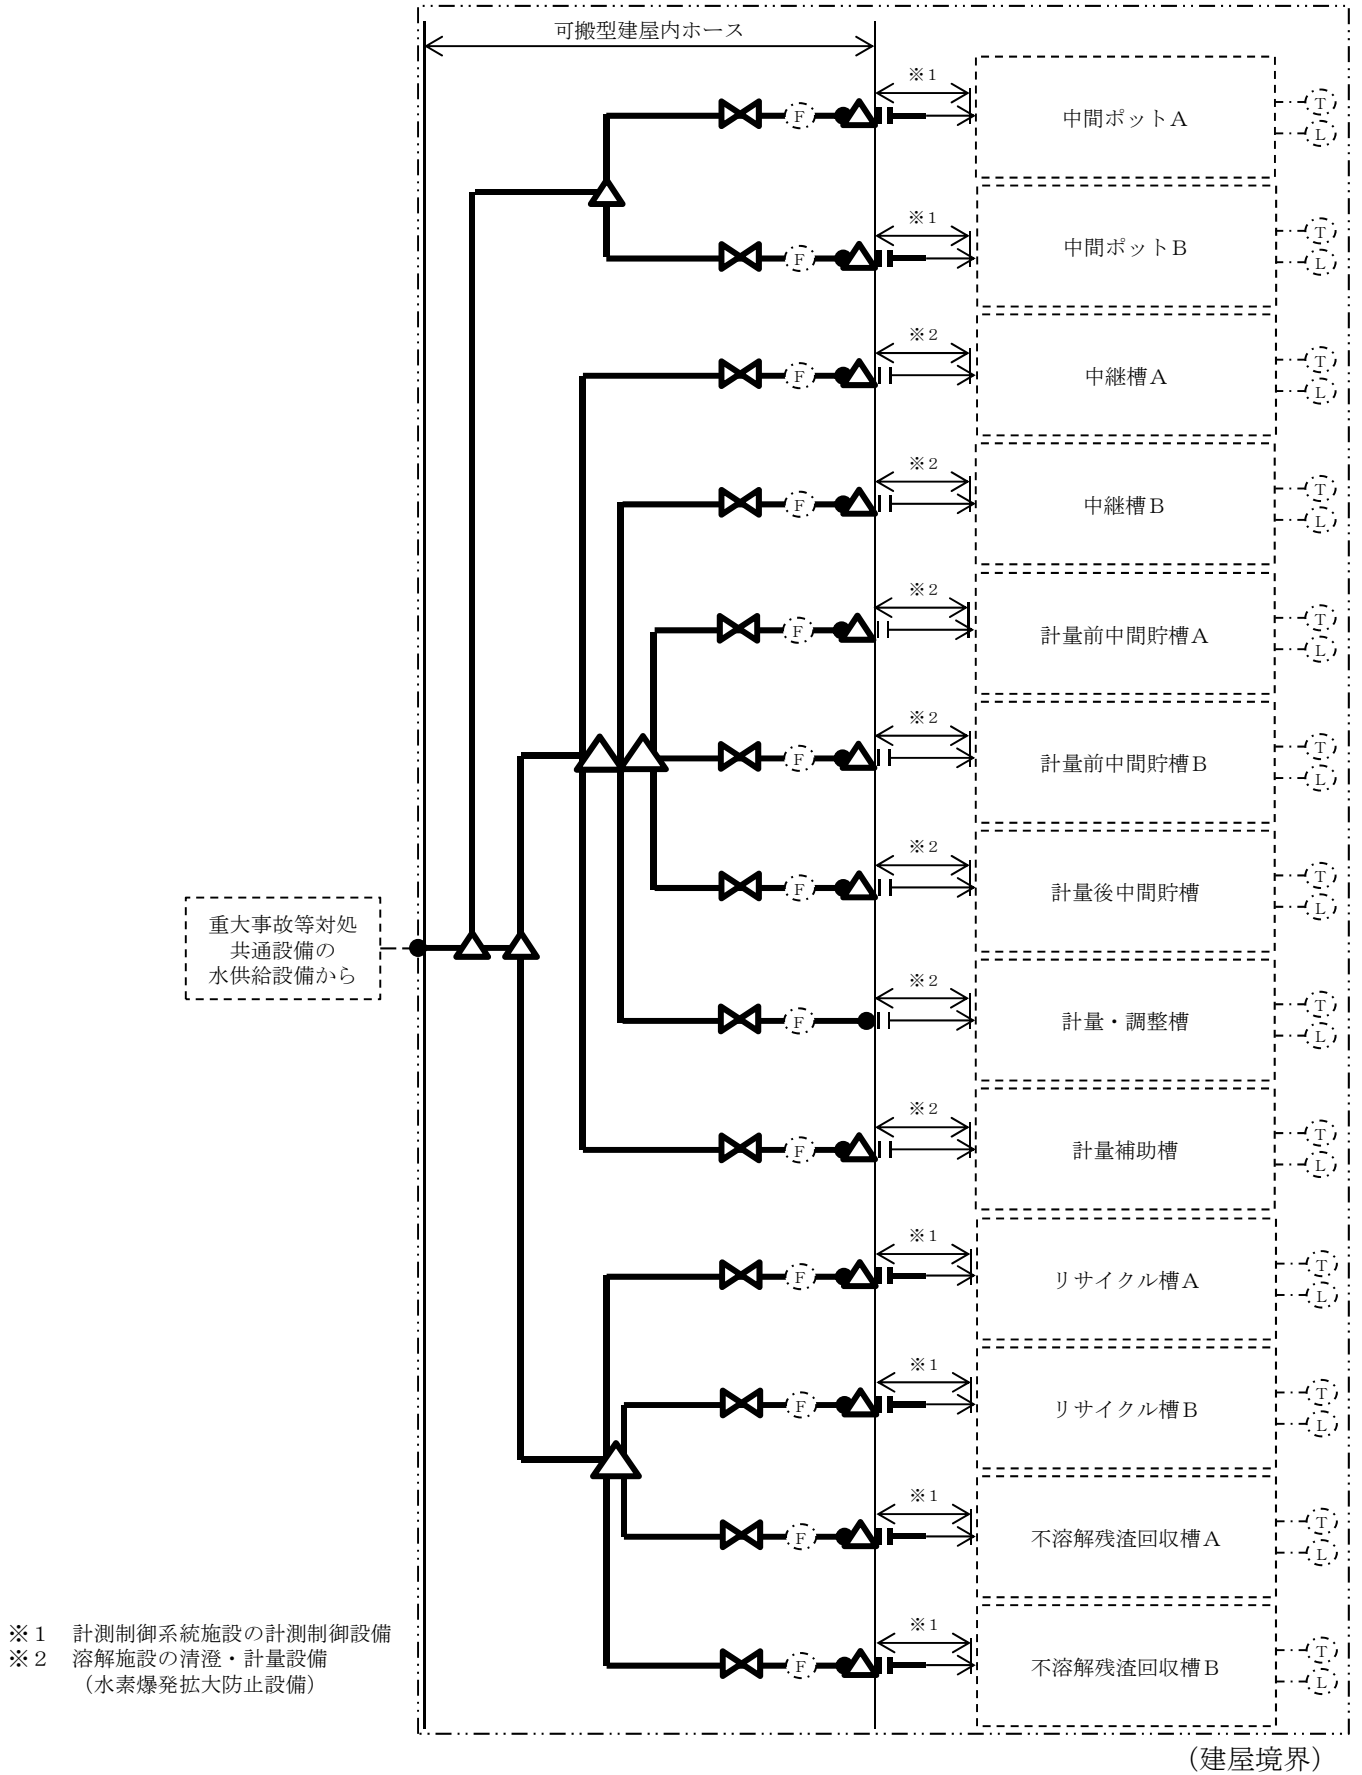 可搬型建屋内ホース
※１
F
中間ポットＡ
T
L
※１
F
中間ポットＢ
T
L
※２
F
中継槽Ａ
T
L
※２
F
中継槽Ｂ
T
L
※２
F
計量前中間貯槽Ａ
T
L
※２
F
計量前中間貯槽Ｂ
T
L
※２
F
計量後中間貯槽
T
L
重大事故等対処
共通設備の
水供給設備から
※２
F
計量・調整槽
T
L
※２
F
計量補助槽
T
L
※１
F
リサイクル槽Ａ
T
L
※１
F
リサイクル槽Ｂ
T
L
※１
F
不溶解残渣回収槽Ａ
T
L
※１
F
不溶解残渣回収槽Ｂ
T
L
※１　計測制御系統施設の計測制御設備
※２　溶解施設の清澄・計量設備
（水素爆発拡大防止設備）
（建屋境界）